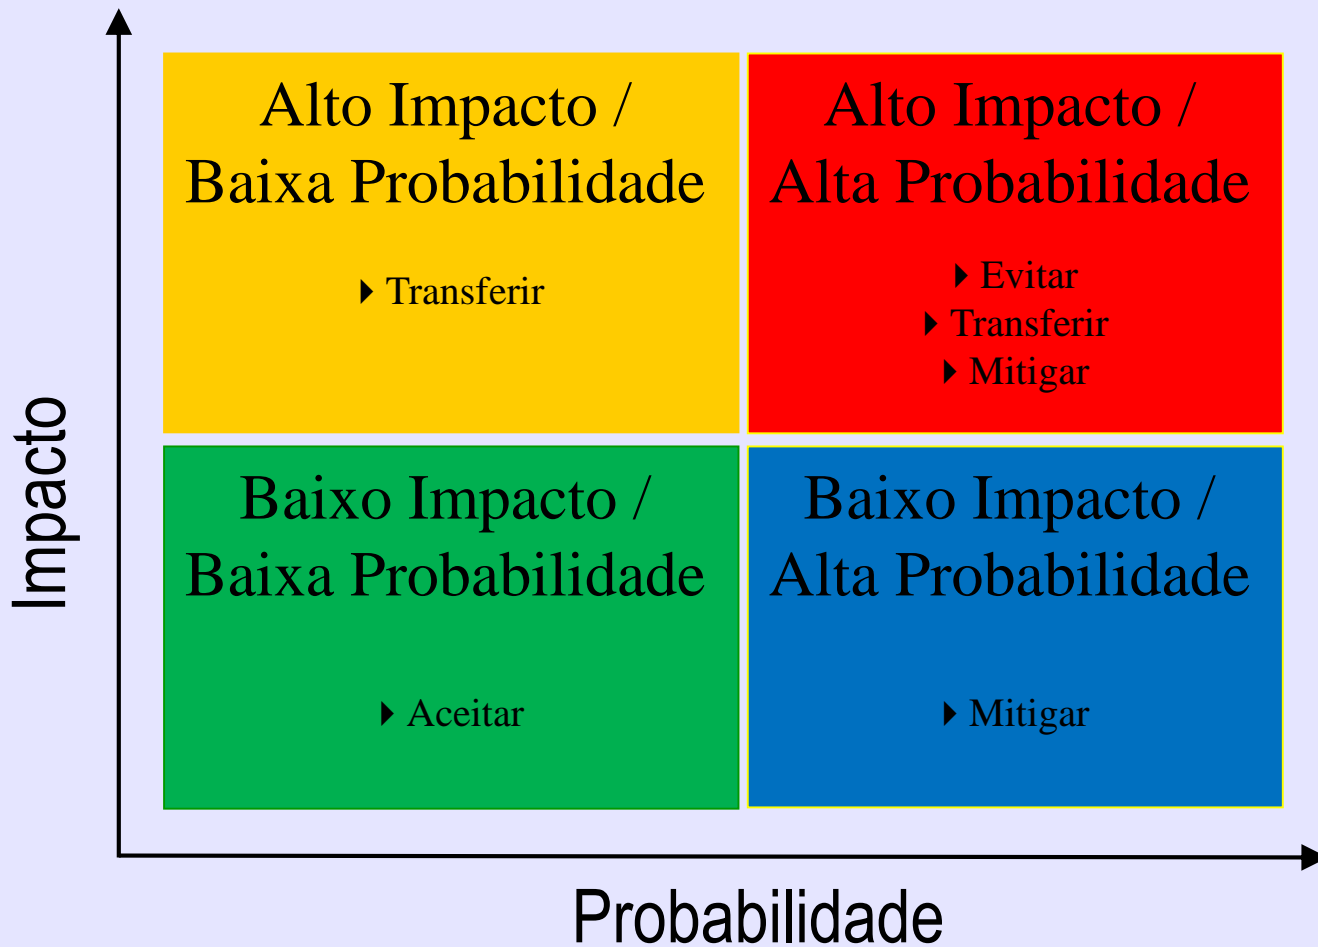 Alto Impacto /
Baixa Probabilidade
Transferir
Alto Impacto /
Alta Probabilidade
Evitar
Transferir
Mitigar
Baixo Impacto /
Baixa Probabilidade
Aceitar
Baixo Impacto /
Alta Probabilidade
Mitigar
Impacto
Probabilidade